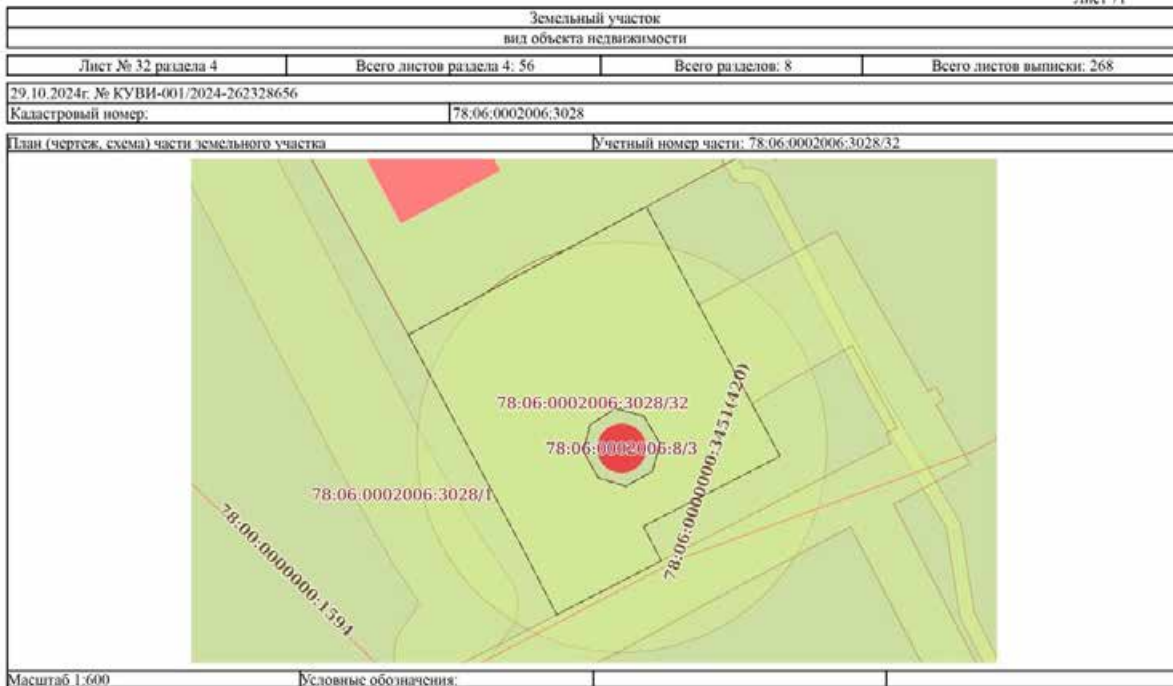 Земельный участок
вид объекта недвижимости
Лист № 32 раздела 4 Всего листов раздела 4: 56 Всего разделов: 8 Всего листов выписки: 268
29.10.2024г. № КУВИ-001/2024-262328656
Кадастровый номер: 78:06:0002006:3028
План (чертеж, схема) части земельного участка Учетный номер части: 78:06:0002006:3028/32
78:06:0002006:3028/32
78:06:0002006:8/3
78:06:0002006:3028/1
78:06:0000000:3451(420)
78:00:0000000:1594
Масштаб 1:600 Условные обозначения: